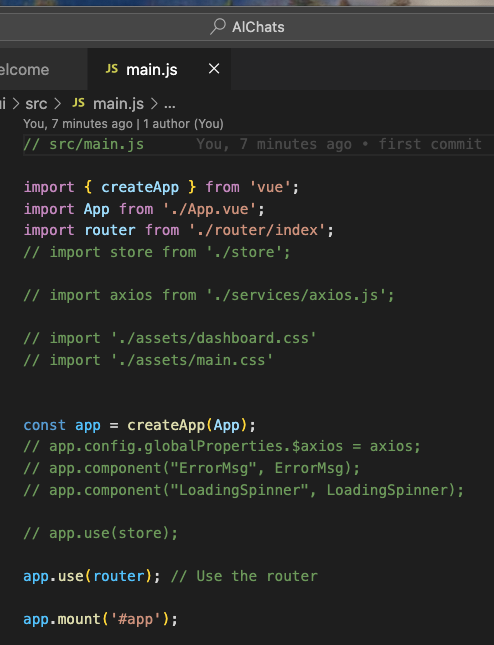 AIChats
elcome
JS main.js ×
ui > src > JS main.js > ...
You, 7 minutes ago | 1 author (You)
// src/main.js You, 7 minutes ago • first commit
import { createApp } from 'vue';
import App from './App.vue';
import router from './router/index';
// import store from './store';
// import axios from './services/axios.js';
// import './assets/dashboard.css'
// import './assets/main.css'
const app = createApp(App);
// app.config.globalProperties.$axios = axios;
// app.component("ErrorMsg", ErrorMsg);
// app.component("LoadingSpinner", LoadingSpinner);
// app.use(store);
app.use(router); // Use the router
app.mount('#app');